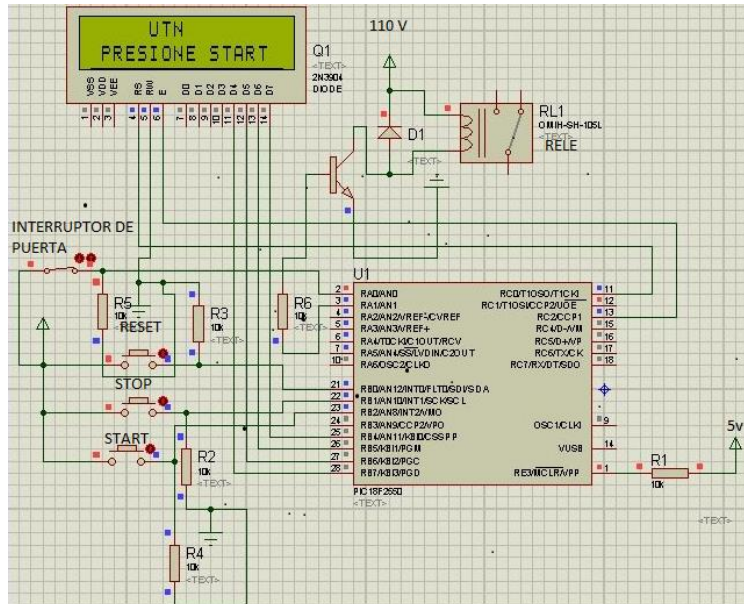 UTN
PRESIONE START
VSS
VDD
VEE
RS
RW
E
D0
D1
D2
D3
D4
D5
D6
D7
1
2
3
4
5
6
7
8
9
10
11
12
13
14
Q1
<TEXT>
2N3904
DIODE
110 V
D1
<TEXT>
RL1
OMIH-SH-105L
<TEXT>
RELE
INTERRUPTOR DE
PUERTA
R5
10k
RESET
R3
10k
<TEXT>
R6
10k
<TEXT>
STOP
START
R2
10k
<TEXT>
R4
10k
<TEXT>
U1
2 RA0/AN0
3 RA1/AN1
4 RA2/AN2/VREF-/CVREF
5 RA3/AN3/VREF+
6 RA4/T0CKI/C1OUT/RCV
7 RA5/AN4/SS/LVDIN/C2OUT
10 RA6/OSC2/CLKO
21 RB0/AN12/INT0/FLT0/SDI/SDA
22 RB1/AN10/INT1/SCK/SCL
23 RB2/AN8/INT2/VMO
24 RB3/AN9/CCP2/VPO
25 RB4/AN11/KBI0/CSSPP
26 RB5/KBI1/PGM
27 RB6/KBI2/PGC
28 RB7/KBI3/PGD
RC0/T1OSO/T1CKI 11
RC1/T1OSI/CCP2/UOE 12
RC2/CCP1 13
RC4/D-/VM 15
RC5/D+/VP 16
RC6/TX/CK 17
RC7/RX/DT/SDO 18
OSC1/CLKI 9
VUSB 14
RE3/MCLR/VPP 1
PIC18F2550
<TEXT>
R1
10k
5v
<TEXT>